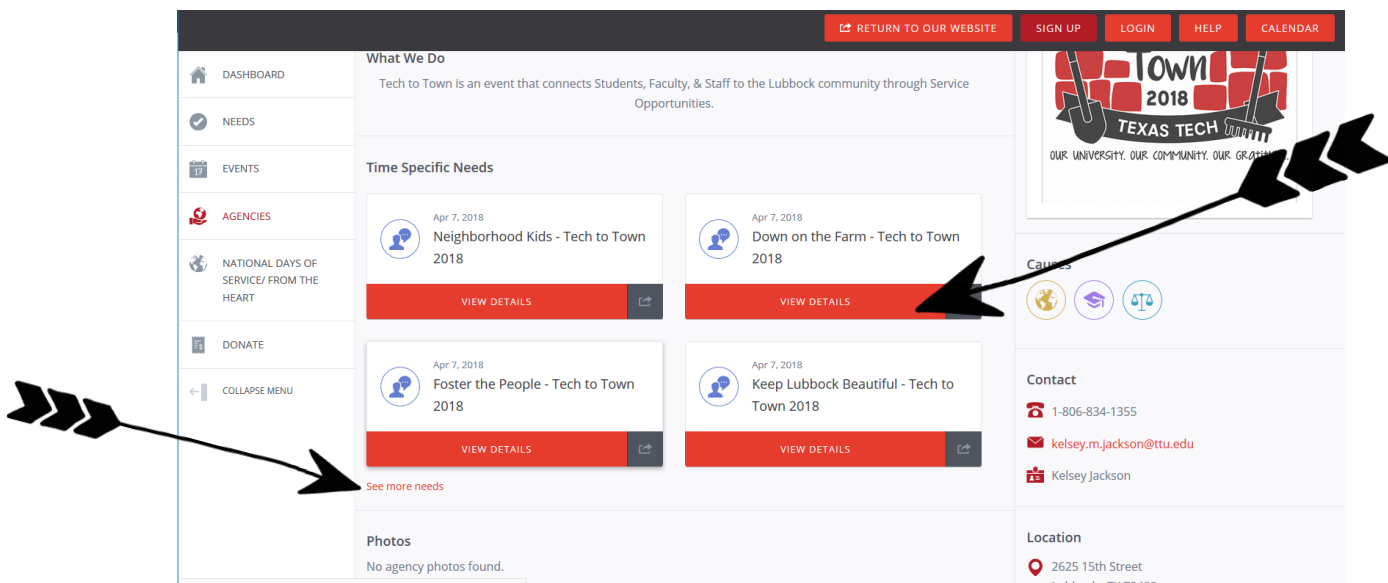 RETURN TO OUR WEBSITE
SIGN UP
LOGIN
HELP
CALENDAR
DASHBOARD
NEEDS
17
EVENTS
AGENCIES
NATIONAL DAYS OF
SERVICE/ FROM THE
HEART
DONATE
COLLAPSE MENU
What We Do
Tech to Town is an event that connects Students, Faculty, & Staff to the Lubbock community through Service
Opportunities.
Time Specific Needs
Apr 7, 2018
Neighborhood Kids - Tech to Town
2018
VIEW DETAILS
Apr 7, 2018
Down on the Farm - Tech to Town
2018
VIEW DETAILS
Apr 7, 2018
Foster the People - Tech to Town
2018
VIEW DETAILS
Apr 7, 2018
Keep Lubbock Beautiful - Tech to
Town 2018
VIEW DETAILS
See more needs
Photos
No agency photos found.
TOWN
2018
TEXAS TECH
OUR UNIVERSITY. OUR COMMUNITY. OUR
Causes
Contact
1-806-834-1355
kelsey.m.jackson@ttu.edu
Kelsey Jackson
Location
2625 15th Street